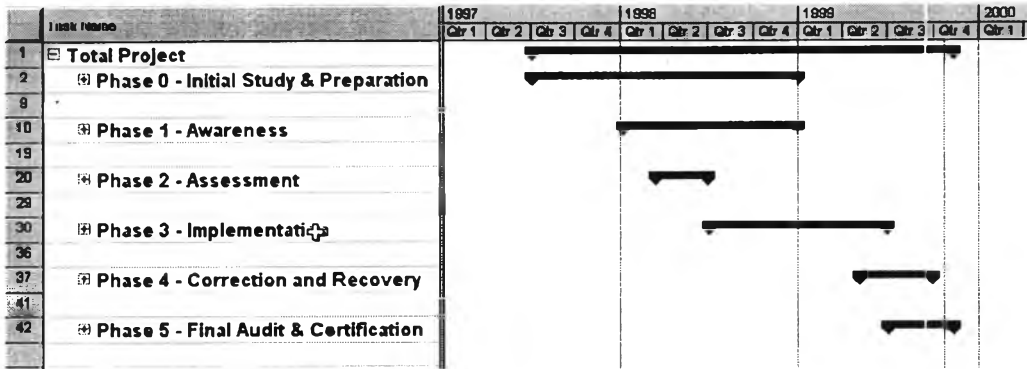 1997 1998 1999 2000
Task Name Qtr 1 Qtr 2 Qtr 3 Qtr 4 Qtr 1 Qtr 2 Qtr 3 Qtr 4 Qtr 1 Qtr 2 Qtr 3 Qtr 4 Qtr 1
1 Total Project
2 Phase 0 - Initial Study & Preparation
9
10 Phase 1 - Awareness
19
20 Phase 2 - Assessment
29
30 Phase 3 - Implementation
36
37 Phase 4 - Correction and Recovery
41
42 Phase 5 - Final Audit & Certification